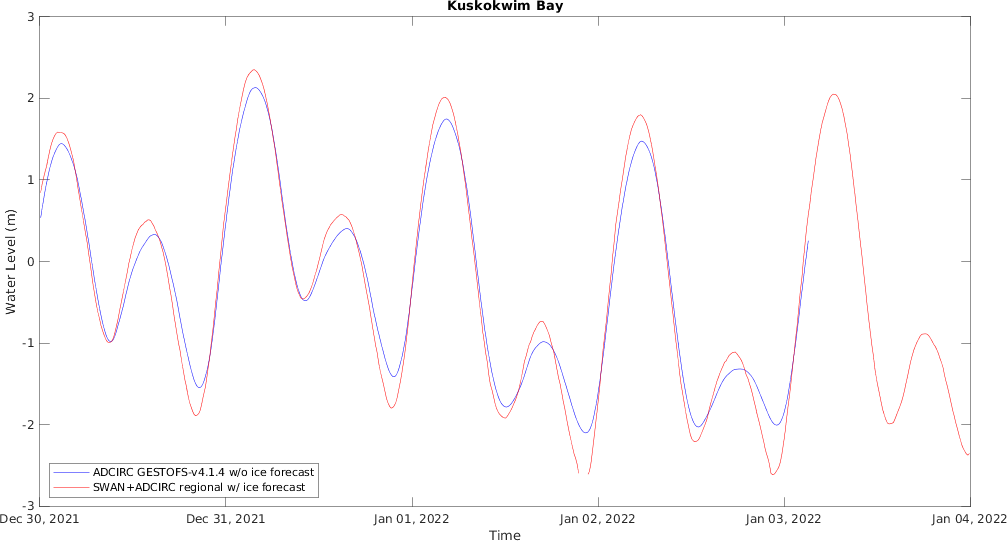 Kuskokwim Bay
3
2
1
0
-1
-2
-3
Water Level (m)
ADCIRC GESTOFS-v4.1.4 w/o ice forecast
SWAN+ADCIRC regional w/ ice forecast
Dec 30, 2021 Dec 31, 2021 Jan 01, 2022 Jan 02, 2022 Jan 03, 2022 Jan 04, 2022
Time